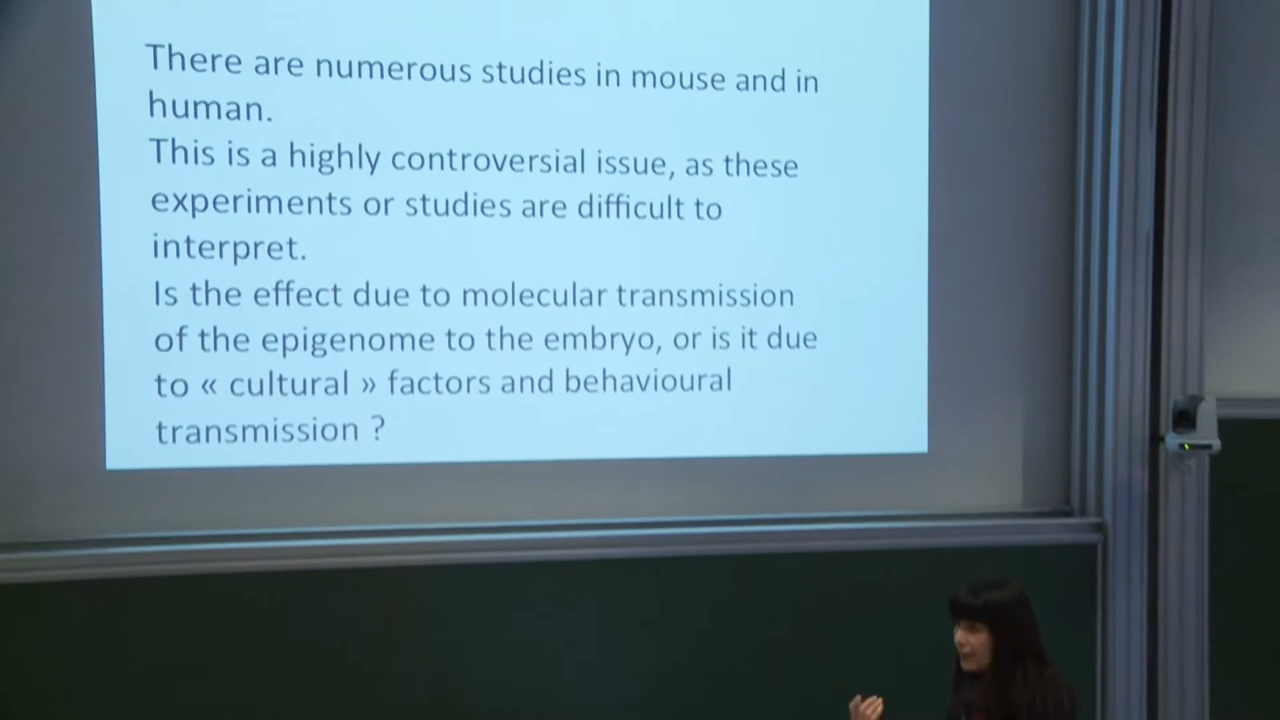 There are numerous studies in mouse and in
human.
This is a highly controversial issue, as these
experiments or studies are difficult to
interpret.
Is the effect due to molecular transmission
of the epigenome to the embryo, or is it due
to « cultural » factors and behavioural
transmission ?